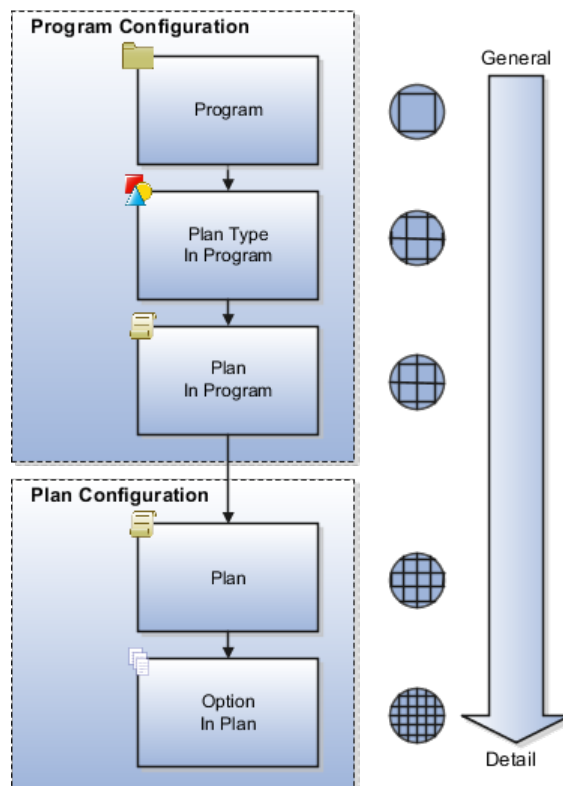 Program Configuration
General
Program
Plan Type
In Program
Plan
In Program
Plan Configuration
Plan
Option
In Plan
Detail